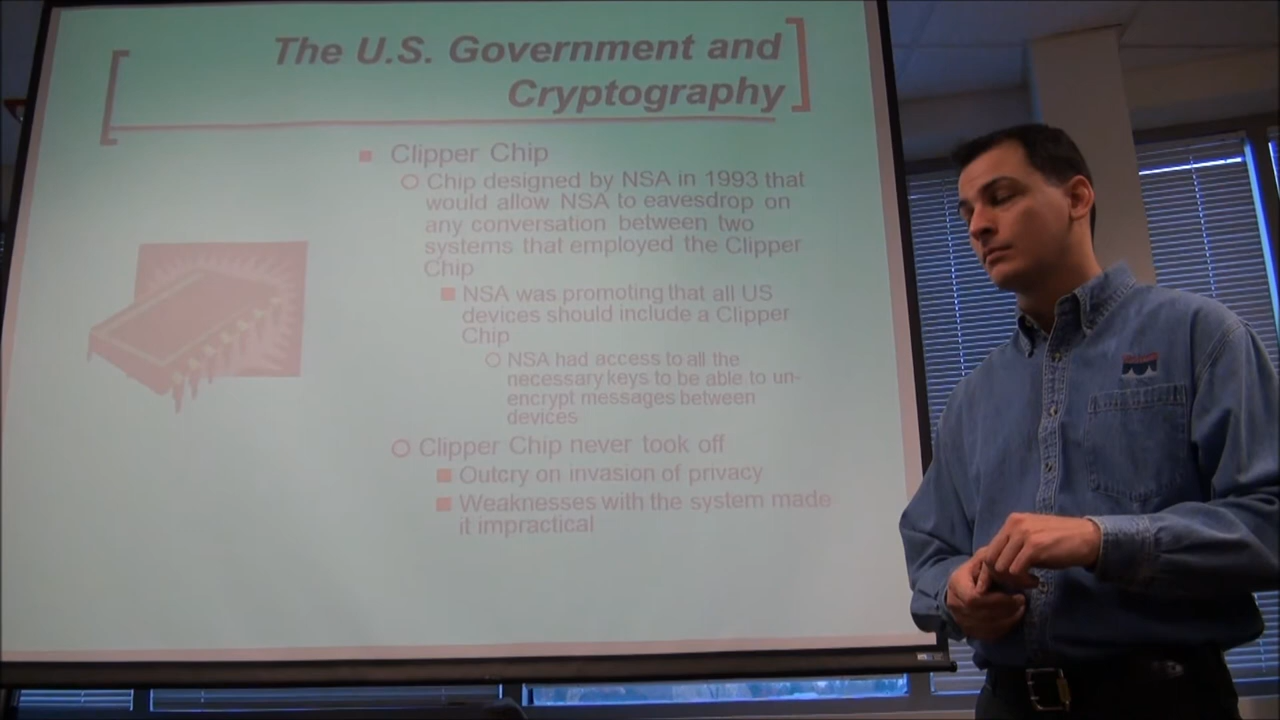 The U.S. Government and
Cryptography
Clipper Chip
Chip designed by NSA in 1993 that
would allow NSA to eavesdrop on
any conversation between two
systems that employed the Clipper
Chip
NSA was promoting that all US
devices should include a Clipper
Chip
NSA had access to all the
necessary keys to be able to un-
encrypt messages between
devices
Clipper Chip never took off
Outcry on invasion of privacy
Weaknesses with the system made
it impractical